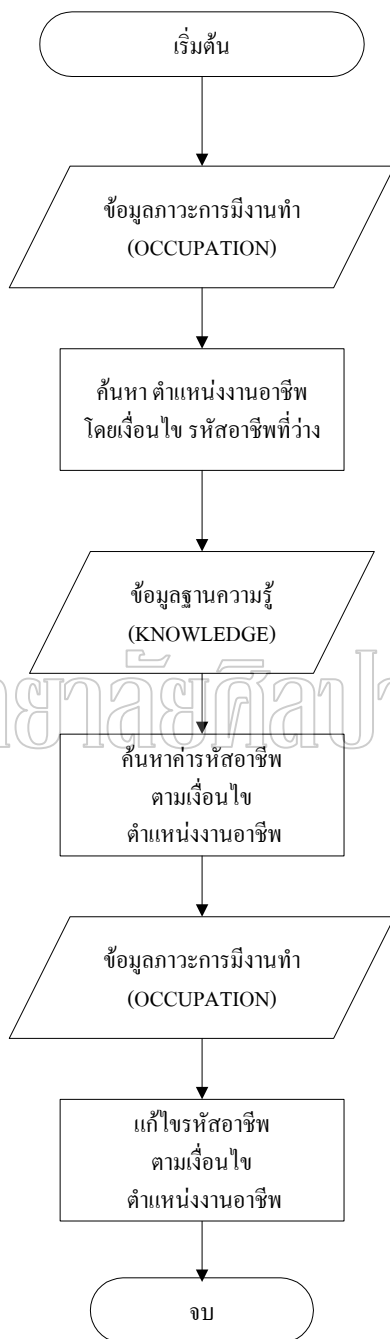 เริ่มต้น
ข้อมูลภาวะการมีงานทำ
(OCCUPATION)
ค้นหา ตำแหน่งงานอาชีพ
โดยเงื่อนไข รหัสอาชีพที่ว่าง
ข้อมูลฐานความรู้
(KNOWLEDGE)
ค้นหาค่ารหัสอาชีพ
ตามเงื่อนไข
ตำแหน่งงานอาชีพ
ข้อมูลภาวะการมีงานทำ
(OCCUPATION)
แก้ไขรหัสอาชีพ
ตามเงื่อนไข
ตำแหน่งงานอาชีพ
จบ